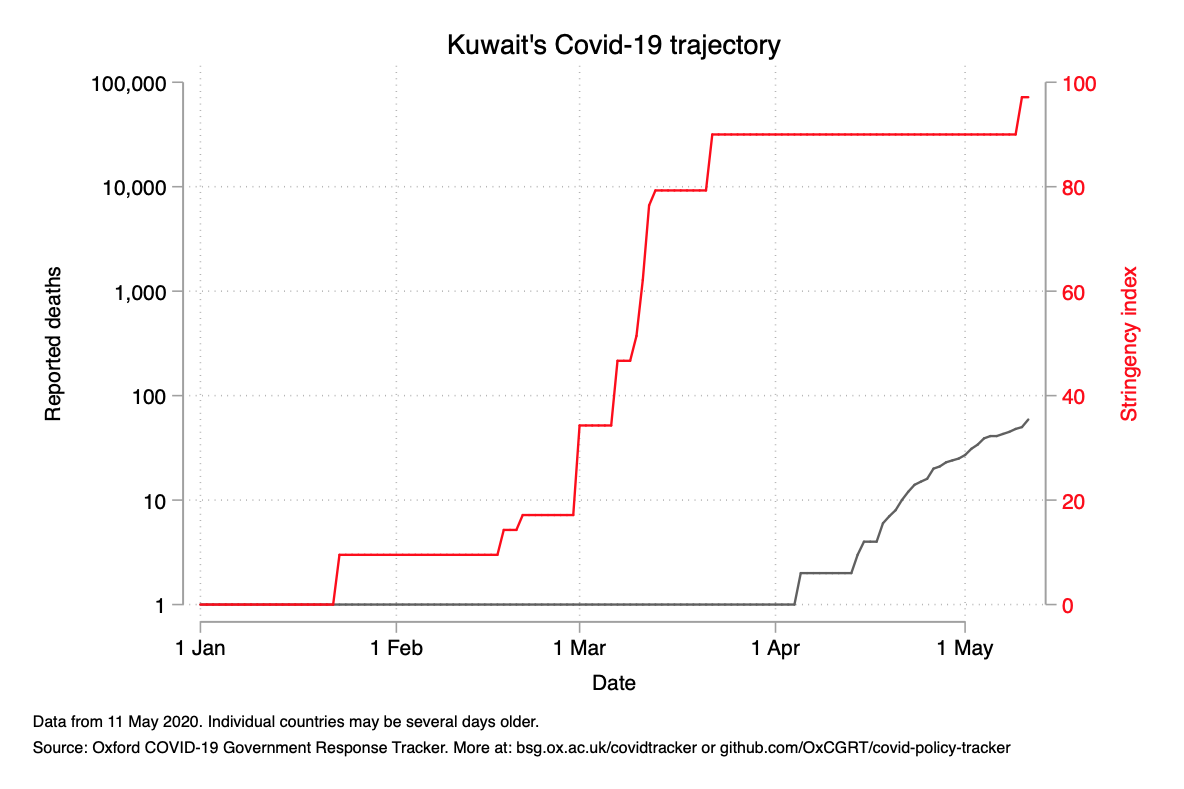 Kuwait's Covid-19 trajectory
100,000
10,000
1,000
100
10
1
Reported deaths
100
80
60
40
20
0
Stringency index
1 Jan
1 Feb
1 Mar
1 Apr
1 May
Date
Data from 11 May 2020. Individual countries may be several days older.
Source: Oxford COVID-19 Government Response Tracker. More at: bsg.ox.ac.uk/covidtracker or github.com/OxCGRT/covid-policy-tracker